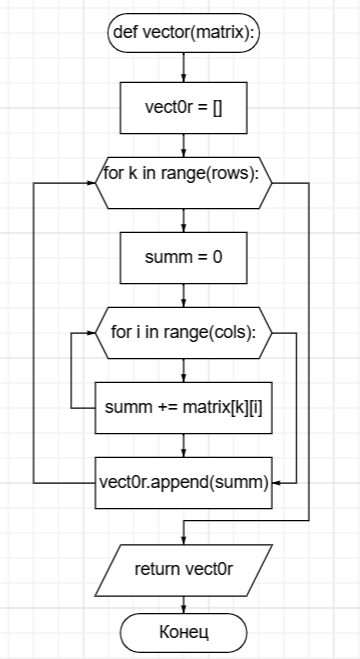 def vector(matrix):
vect0r = []
for k in range(rows):
summ = 0
for i in range(cols):
summ += matrix[k][i]
vect0r.append(summ)
return vect0r
Конец